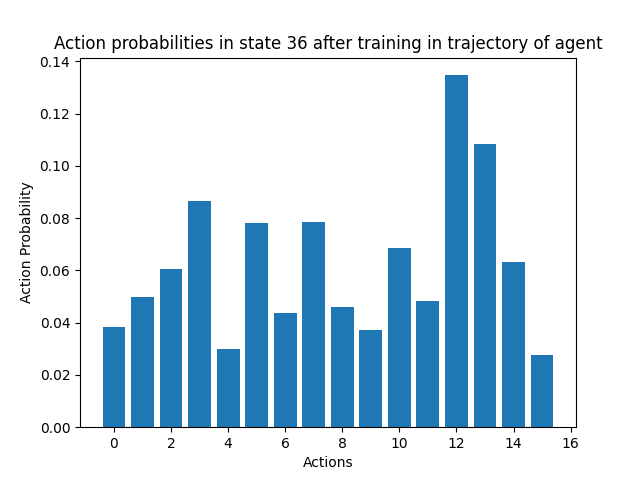 Action probabilities in state 36 after training in trajectory of agent
0.14
0.12
0.10
0.08
0.06
0.04
0.02
0.00
Action Probability
0 2 4 6 8 10 12 14 16
Actions